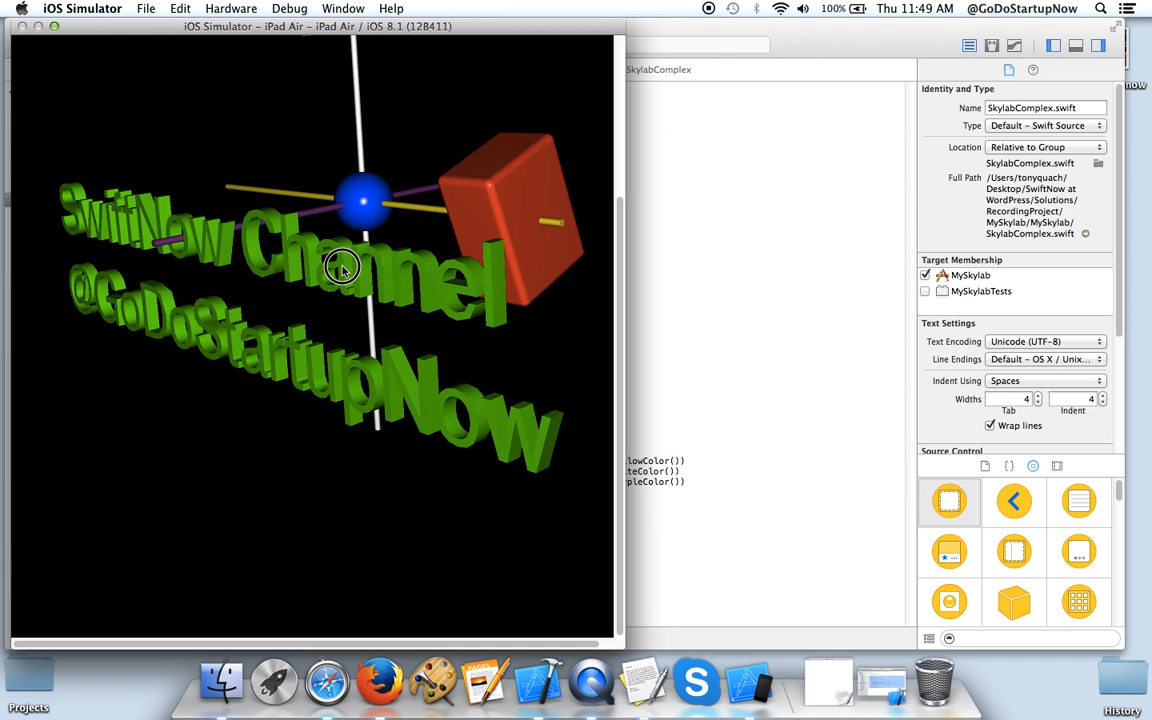 iOS Simulator File Edit Hardware Debug Window Help 100% Thu 11:49 AM @GoDoStartupNow
iOS Simulator - iPad Air - iPad Air / iOS 8.1 (12B411)
SkylabComplex
now
Identity and Type
Name SkylabComplex.swift
Type Default - Swift Source
Location Relative to Group
SkylabComplex.swift
Full Path /Users/tonyquach/
Desktop/SwiftNow at
WordPress/Solutions/
RecordingProject/
MySkylab/MySkylab/
SkylabComplex.swift
Target Membership
MySkylab
MySkylabTests
Text Settings
Text Encoding Unicode (UTF-8)
Line Endings Default - OS X / Unix...
Indent Using Spaces
Widths 4 4
Tab Indent
Wrap lines
Source Control
SwiftNow Channel
@GoDoStartupNow
lowColor())
teColor())
rpleColor())
PAGES
Projects
History